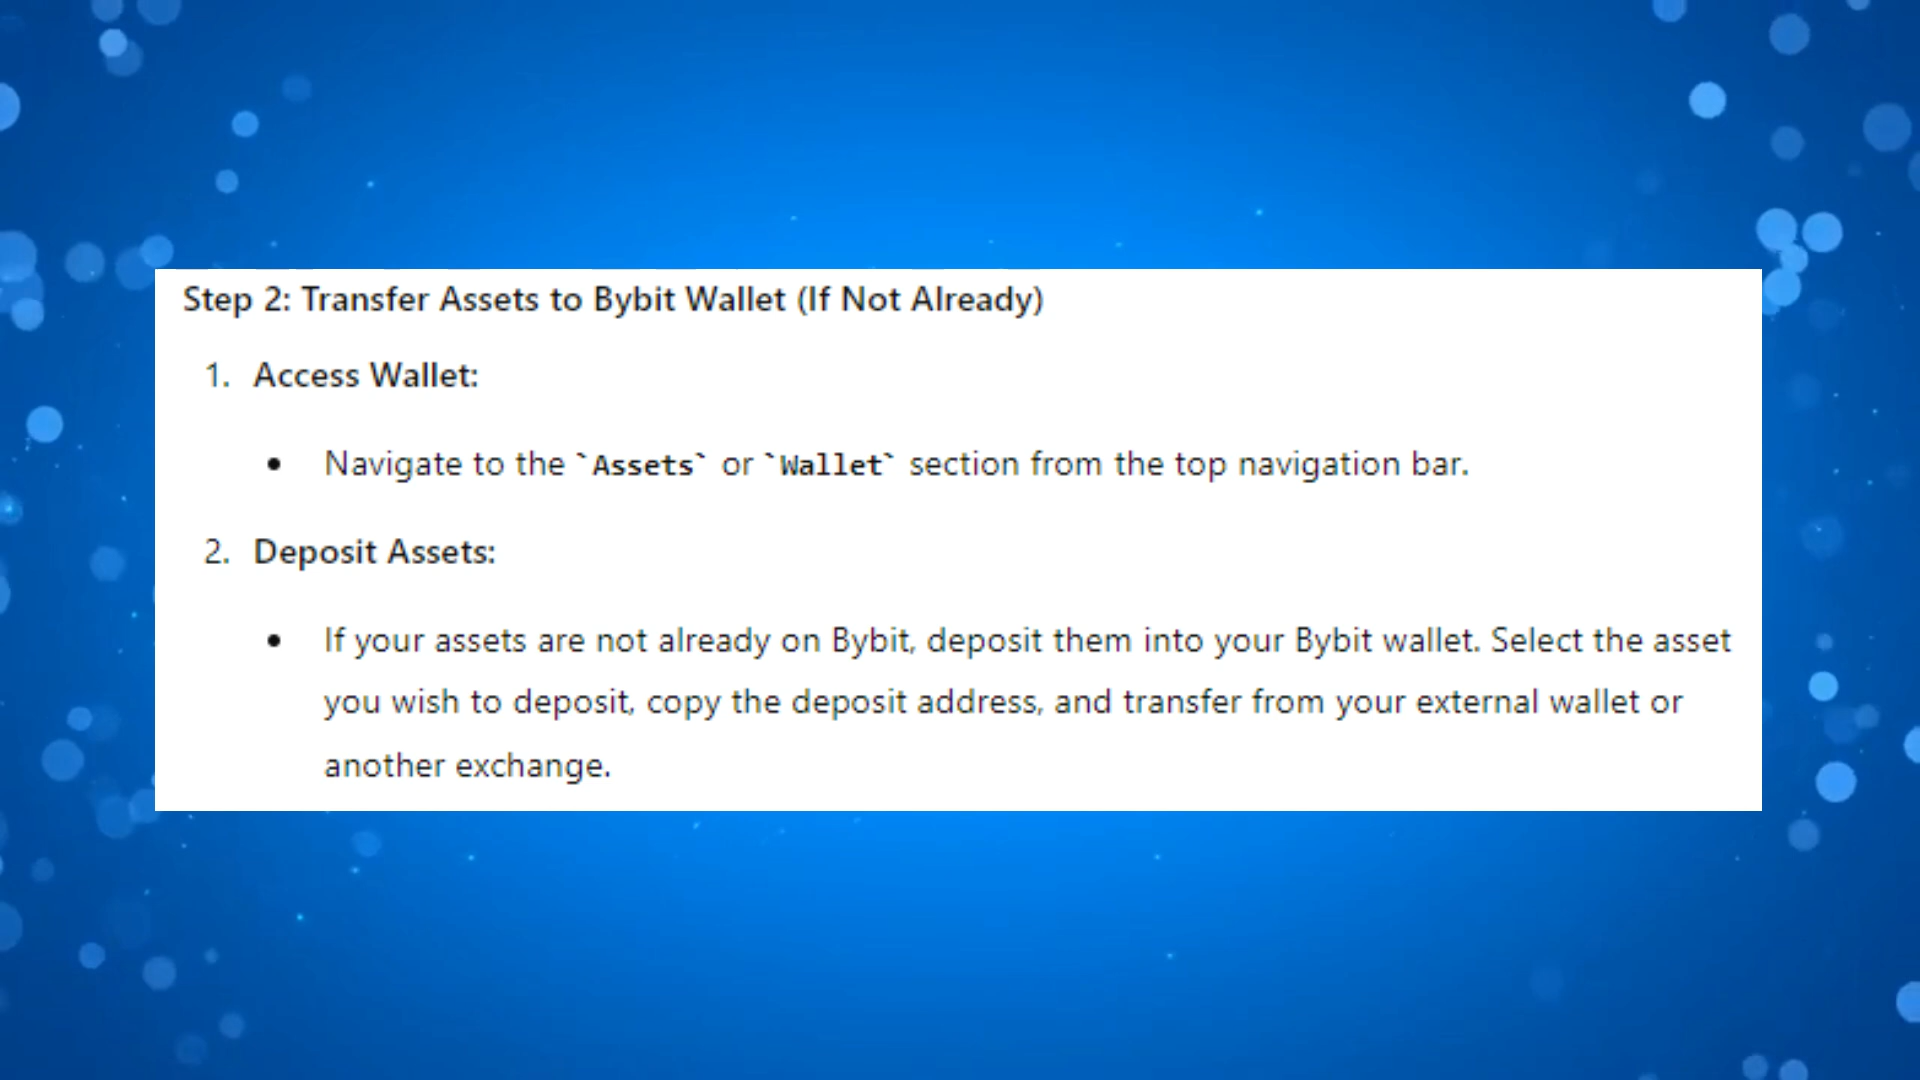 Step 2: Transfer Assets to Bybit Wallet (If Not Already)
1. Access Wallet:
• Navigate to the `Assets` or `Wallet` section from the top navigation bar.
2. Deposit Assets:
• If your assets are not already on Bybit, deposit them into your Bybit wallet. Select the asset
you wish to deposit, copy the deposit address, and transfer from your external wallet or
another exchange.